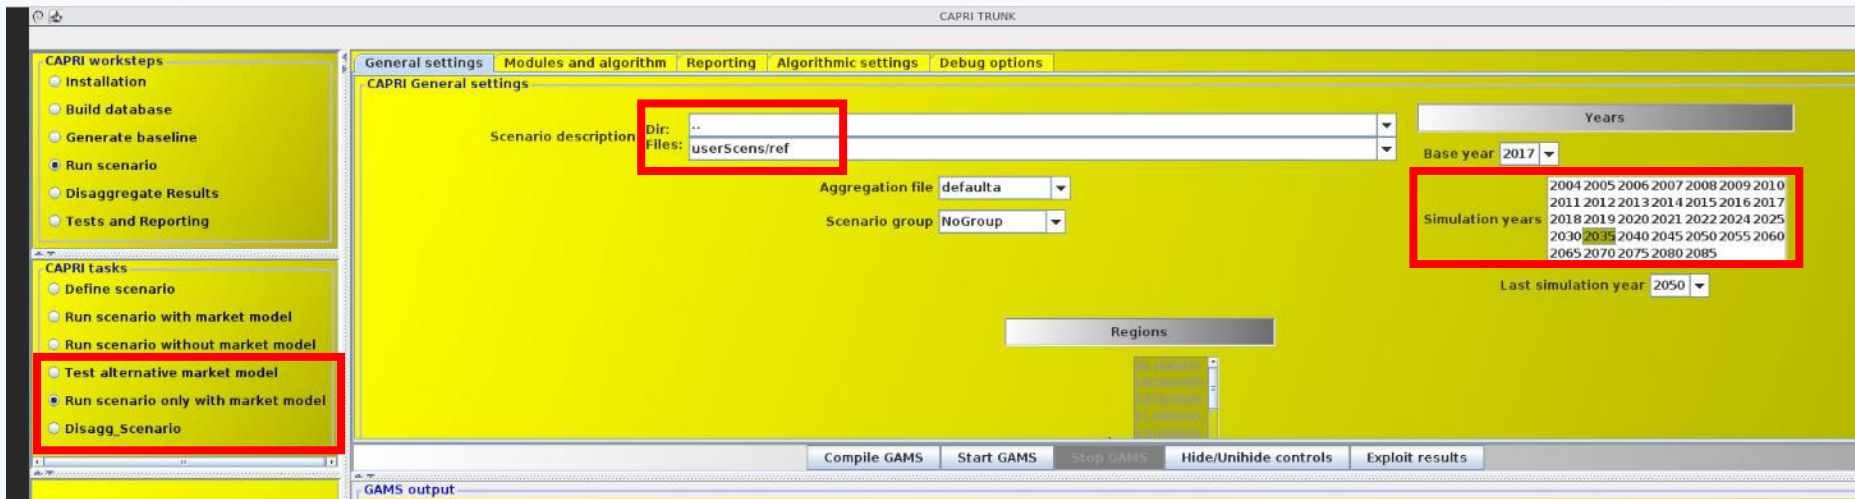 CAPRI TRUNK
CAPRI worksteps
Installation
Build database
Generate baseline
Run scenario
Disaggregate Results
Tests and Reporting
CAPRI tasks
Define scenario
Run scenario with market model
Run scenario without market model
Test alternative market model
Run scenario only with market model
Disagg_Scenario
General settings Modules and algorithm Reporting Algorithmic settings Debug options
CAPRI General settings
Scenario description
Dir: ..
Files: userScens/ref
Aggregation file defaulta
Scenario group NoGroup
Years
Base year 2017
Simulation years
2004 2005 2006 2007 2008 2009 2010
2011 2012 2013 2014 2015 2016 2017
2018 2019 2020 2021 2022 2024 2025
2030 2035 2040 2045 2050 2055 2060
2065 2070 2075 2080 2085
Last simulation year 2050
Regions
Compile GAMS Start GAMS Stop GAMS Hide/Unihide controls Exploit results
GAMS output